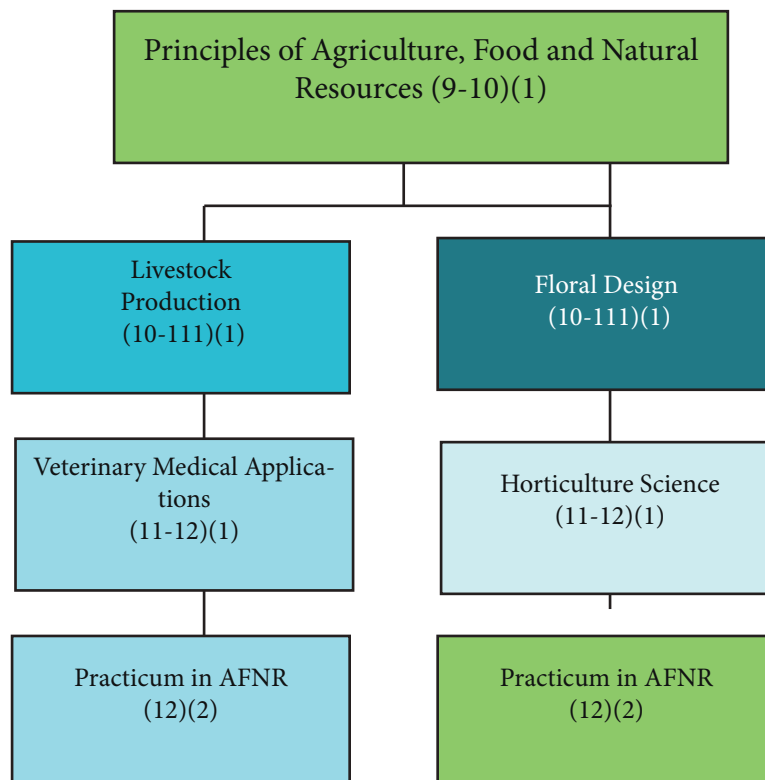 Principles of Agriculture, Food and Natural
Resources (9-10)(1)
Livestock
Production
(10-111)(1)
Floral Design
(10-111)(1)
Veterinary Medical Applica-
tions
(11-12)(1)
Horticulture Science
(11-12)(1)
Practicum in AFNR
(12)(2)
Practicum in AFNR
(12)(2)